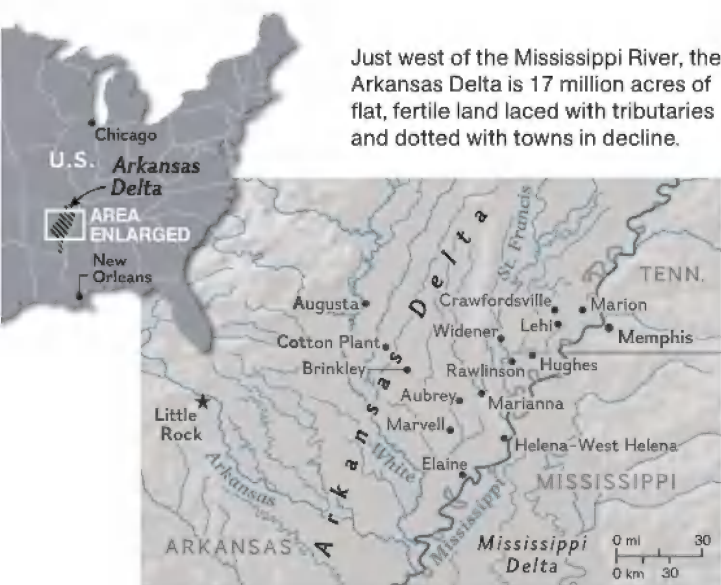 Just west of the Mississippi River, the
Arkansas Delta is 17 million acres of
flat, fertile land laced with tributaries
and dotted with towns in decline.
Chicago
U.S.
Arkansas
Delta
AREA
ENLARGED
New
Orleans
Arkansas Delta
St. Francis
TENN.
Augusta
Crawfordsville
Marion
Lehi
Memphis
Widener
Cotton Plant
Brinkley
Rawlinson
Hughes
Aubrey
Marianna
Little
Rock
Marvell
Helena–West Helena
White
Elaine
Arkansas
MISSISSIPPI
Mississippi
ARKANSAS
Mississippi
Delta
0 mi 30
0 km 30